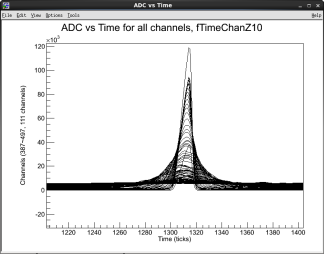 ADC vs Time
File Edit View Options Tools Help
ADC vs Time for all channels, fTimeChanZ10
×10³
120
100
80
60
40
20
0
-20
Channels (387~497, 111 channels)
1220 1240 1260 1280 1300 1320 1340 1360 1380 1400
Time (ticks)